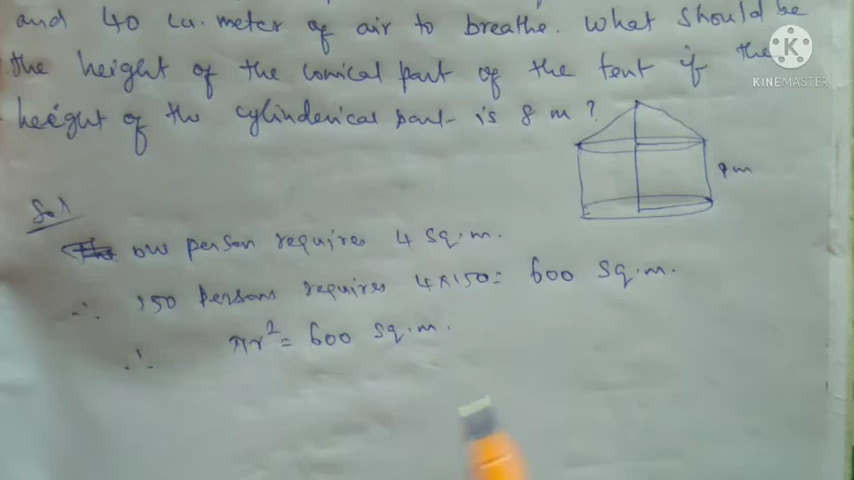 and 40 cu. meter of air to breathe. What should be
the height of the conical part of the tent if the
height of the cylinderical part is 8 m?
K
KINEMASTER
8m
Sol
one person requires 4 sq.m.
∴ 150 persons requires 4×150= 600 sq.m.
∴ πr²= 600 sq.m.